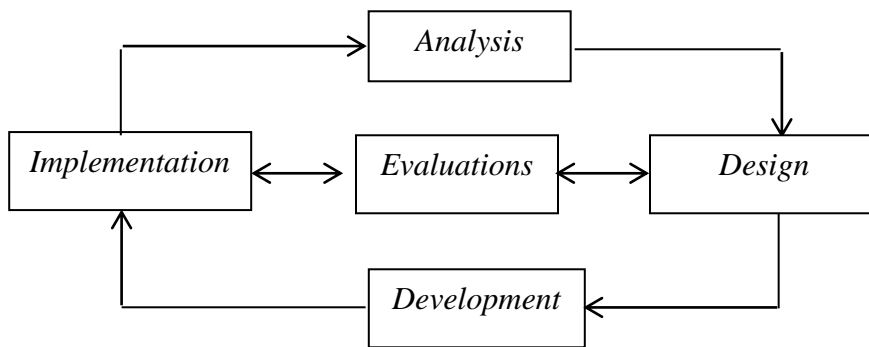 Analysis
Implementation
Evaluations
Design
Development